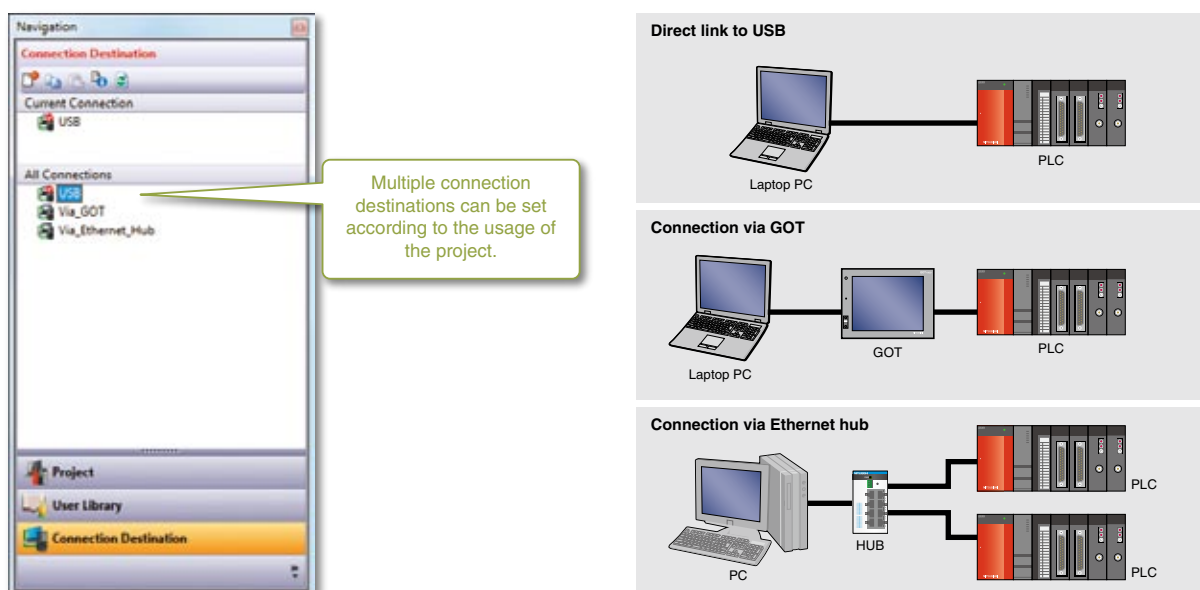 Navigation
Connection Destination
Current Connection
USB
All Connections
USB
Via_GOT
Via_Ethernet_Hub
Project
User Library
Connection Destination
Multiple connection
destinations can be set
according to the usage of
the project.
Direct link to USB
Laptop PC
PLC
Connection via GOT
Laptop PC
GOT
PLC
Connection via Ethernet hub
PC
HUB
PLC
PLC